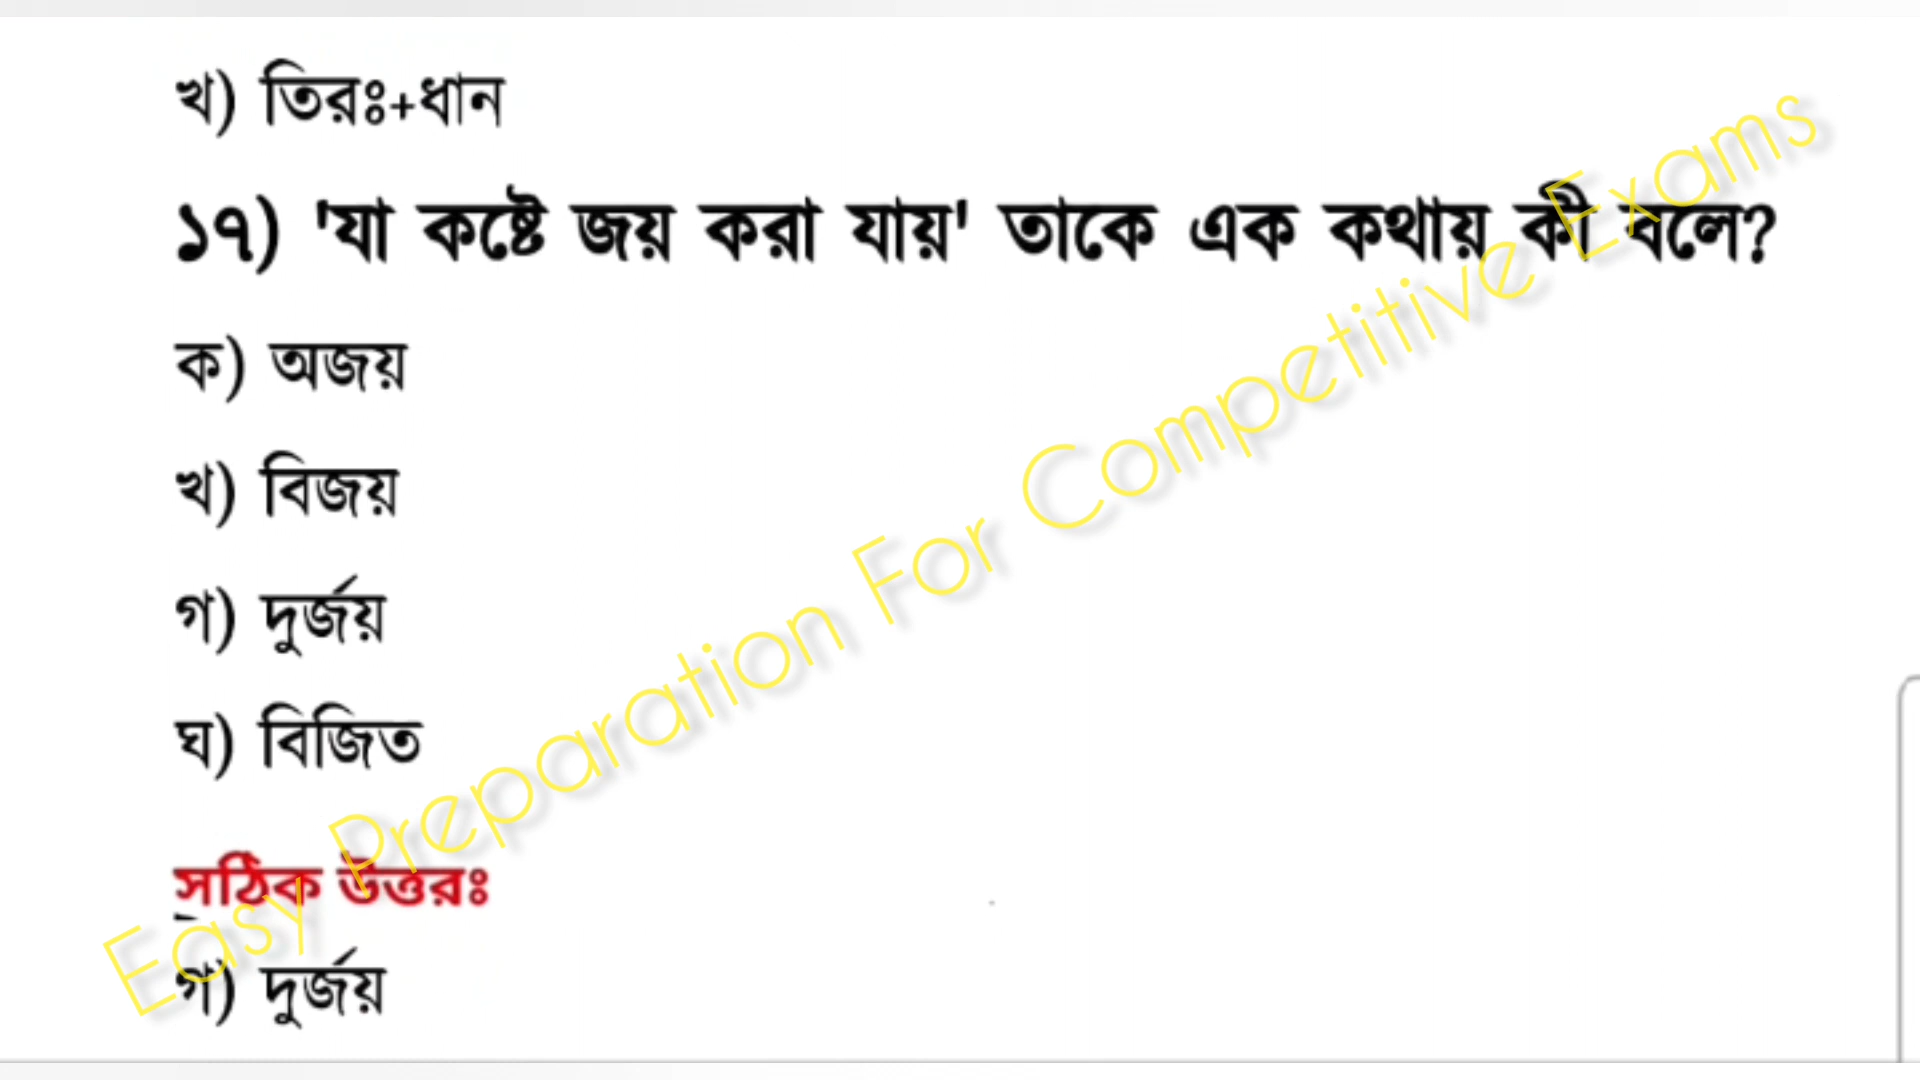 খ) তিরঃ+ধান
১৭) 'যা কষ্টে জয় করা যায়' তাকে এক কথায় কী বলে?
ক) অজয়
খ) বিজয়
গ) দুর্জয়
ঘ) বিজিত
সঠিক উত্তরঃ
গ) দুর্জয়
Easy Preparation For Competitive Exams